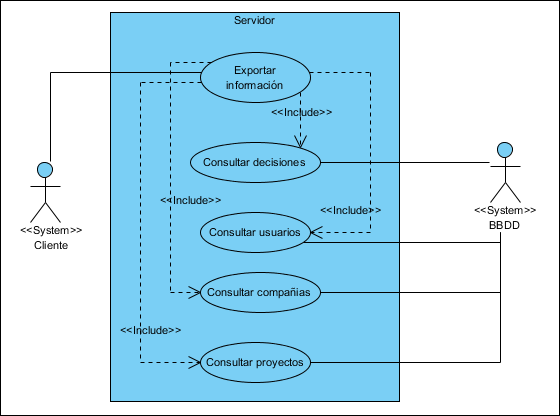 Servidor
Exportar
información
<<Include>>
Consultar decisiones
<<Include>>
<<Include>>
Consultar usuarios
<<System>>
Cliente
<<System>>
BBDD
Consultar compañias
<<Include>>
Consultar proyectos